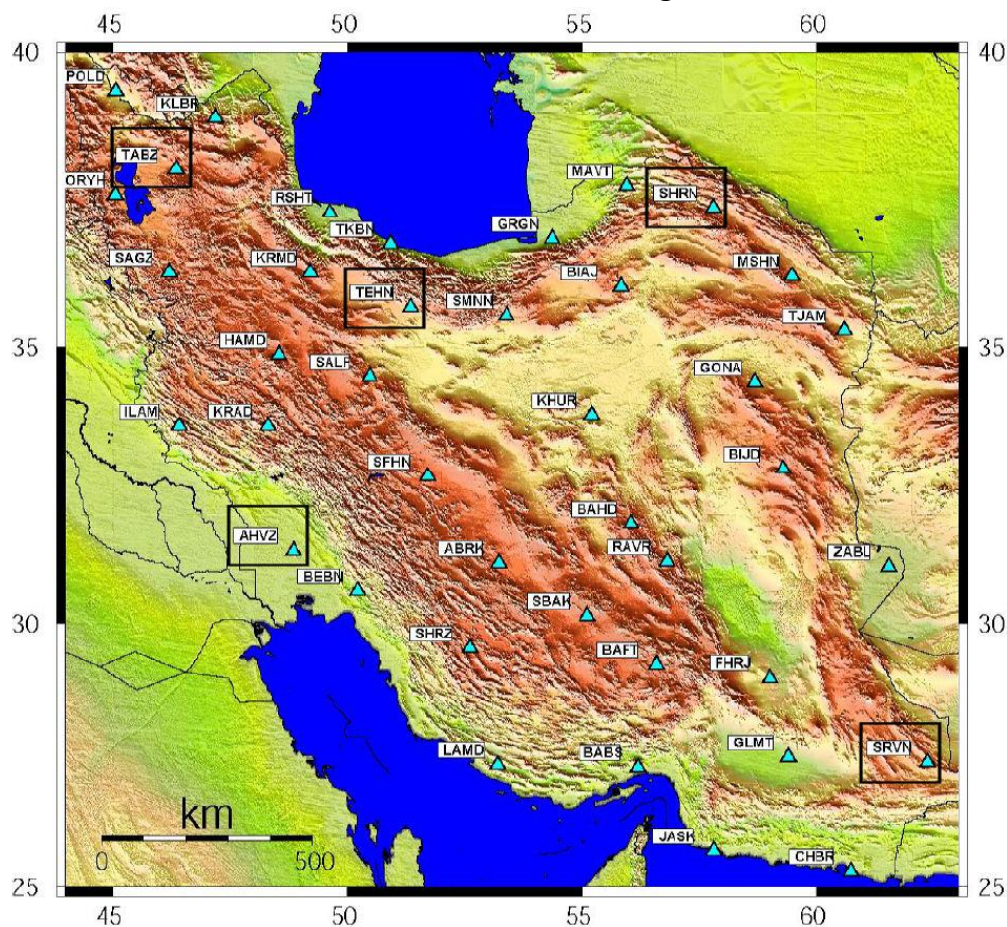 45 50 55 60
40 40
POLD
KLBR
TABZ
MAVT
ORYH
SHRN
RSHT
TKBN
GRGN
SAGZ
KRMD
MSHN
BIAJ
TEHN
SMNN
TJAM
HAMD
35 35
SALF
GONA
ILAM
KRAD
KHUR
SFHN
BIJD
BAHD
AHVZ
ABRK
RAVR
ZABL
BEBN
SBAK
30 30
SHRZ
BAFT
FHRJ
LAMD
BABS
GLMT
SRVN
km
0 500
JASK
CHBR
25 25
45 50 55 60